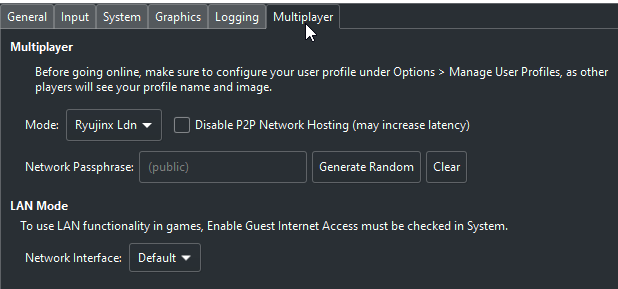 General Input System Graphics Logging Multiplayer
Multiplayer
Before going online, make sure to configure your user profile under Options > Manage User Profiles, as other
players will see your profile name and image.
Mode: Ryujinx Ldn Disable P2P Network Hosting (may increase latency)
Network Passphrase: (public) Generate Random Clear
LAN Mode
To use LAN functionality in games, Enable Guest Internet Access must be checked in System.
Network Interface: Default